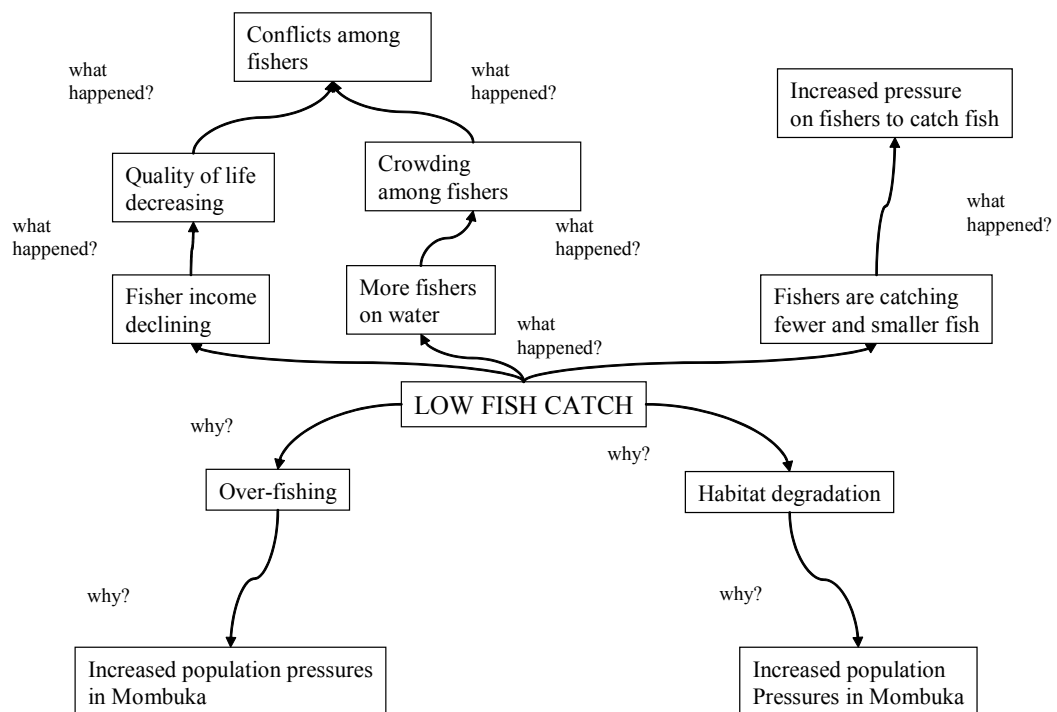 Conflicts among
fishers
what
happened?
what
happened?
Increased pressure
on fishers to catch fish
Quality of life
decreasing
Crowding
among fishers
what
happened?
what
happened?
what
happened?
Fisher income
declining
More fishers
on water
Fishers are catching
fewer and smaller fish
what
happened?
LOW FISH CATCH
why?
why?
Over-fishing
Habitat degradation
why?
why?
Increased population pressures
in Mombuka
Increased population
Pressures in Mombuka